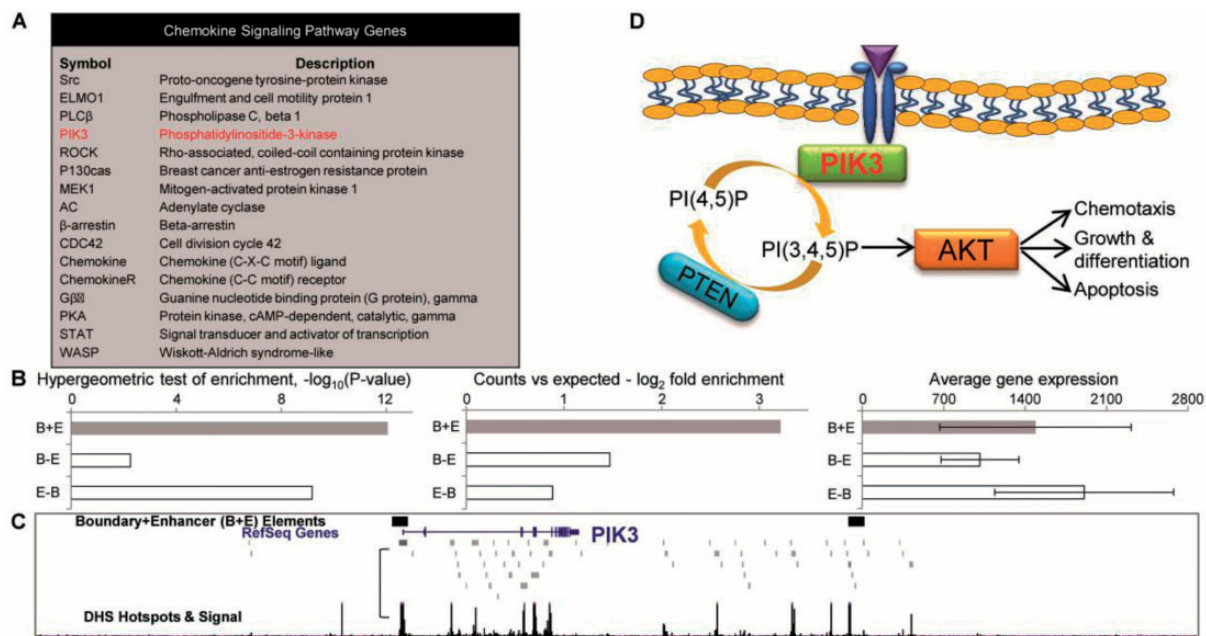 A
Chemokine Signaling Pathway Genes
Symbol Description
Src Proto-oncogene tyrosine-protein kinase
ELMO1 Engulfment and cell motility protein 1
PLCβ Phospholipase C, beta 1
PIK3 Phosphatidylinositide-3-kinase
ROCK Rho-associated, coiled-coil containing protein kinase
P130cas Breast cancer anti-estrogen resistance protein
MEK1 Mitogen-activated protein kinase 1
AC Adenylate cyclase
β-arrestin Beta-arrestin
CDC42 Cell division cycle 42
Chemokine Chemokine (C-X-C motif) ligand
ChemokineR Chemokine (C-C motif) receptor
Gβ Guanine nucleotide binding protein (G protein), gamma
PKA Protein kinase, cAMP-dependent, catalytic, gamma
STAT Signal transducer and activator of transcription
WASP Wiskott-Aldrich syndrome-like
D
PIK3
PI(4,5)P
PI(3,4,5)P
PTEN
AKT
Chemotaxis
Growth &
differentiation
Apoptosis
B
Hypergeometric test of enrichment, -log10(P-value)
0 4 8 12
B+E
B-E
E-B
Counts vs expected - log2 fold enrichment
0 1 2 3
B+E
B-E
E-B
Average gene expression
0 700 1400 2100 2800
B+E
B-E
E-B
C
Boundary+Enhancer (B+E) Elements
RefSeq Genes PIK3
DHS Hotspots & Signal